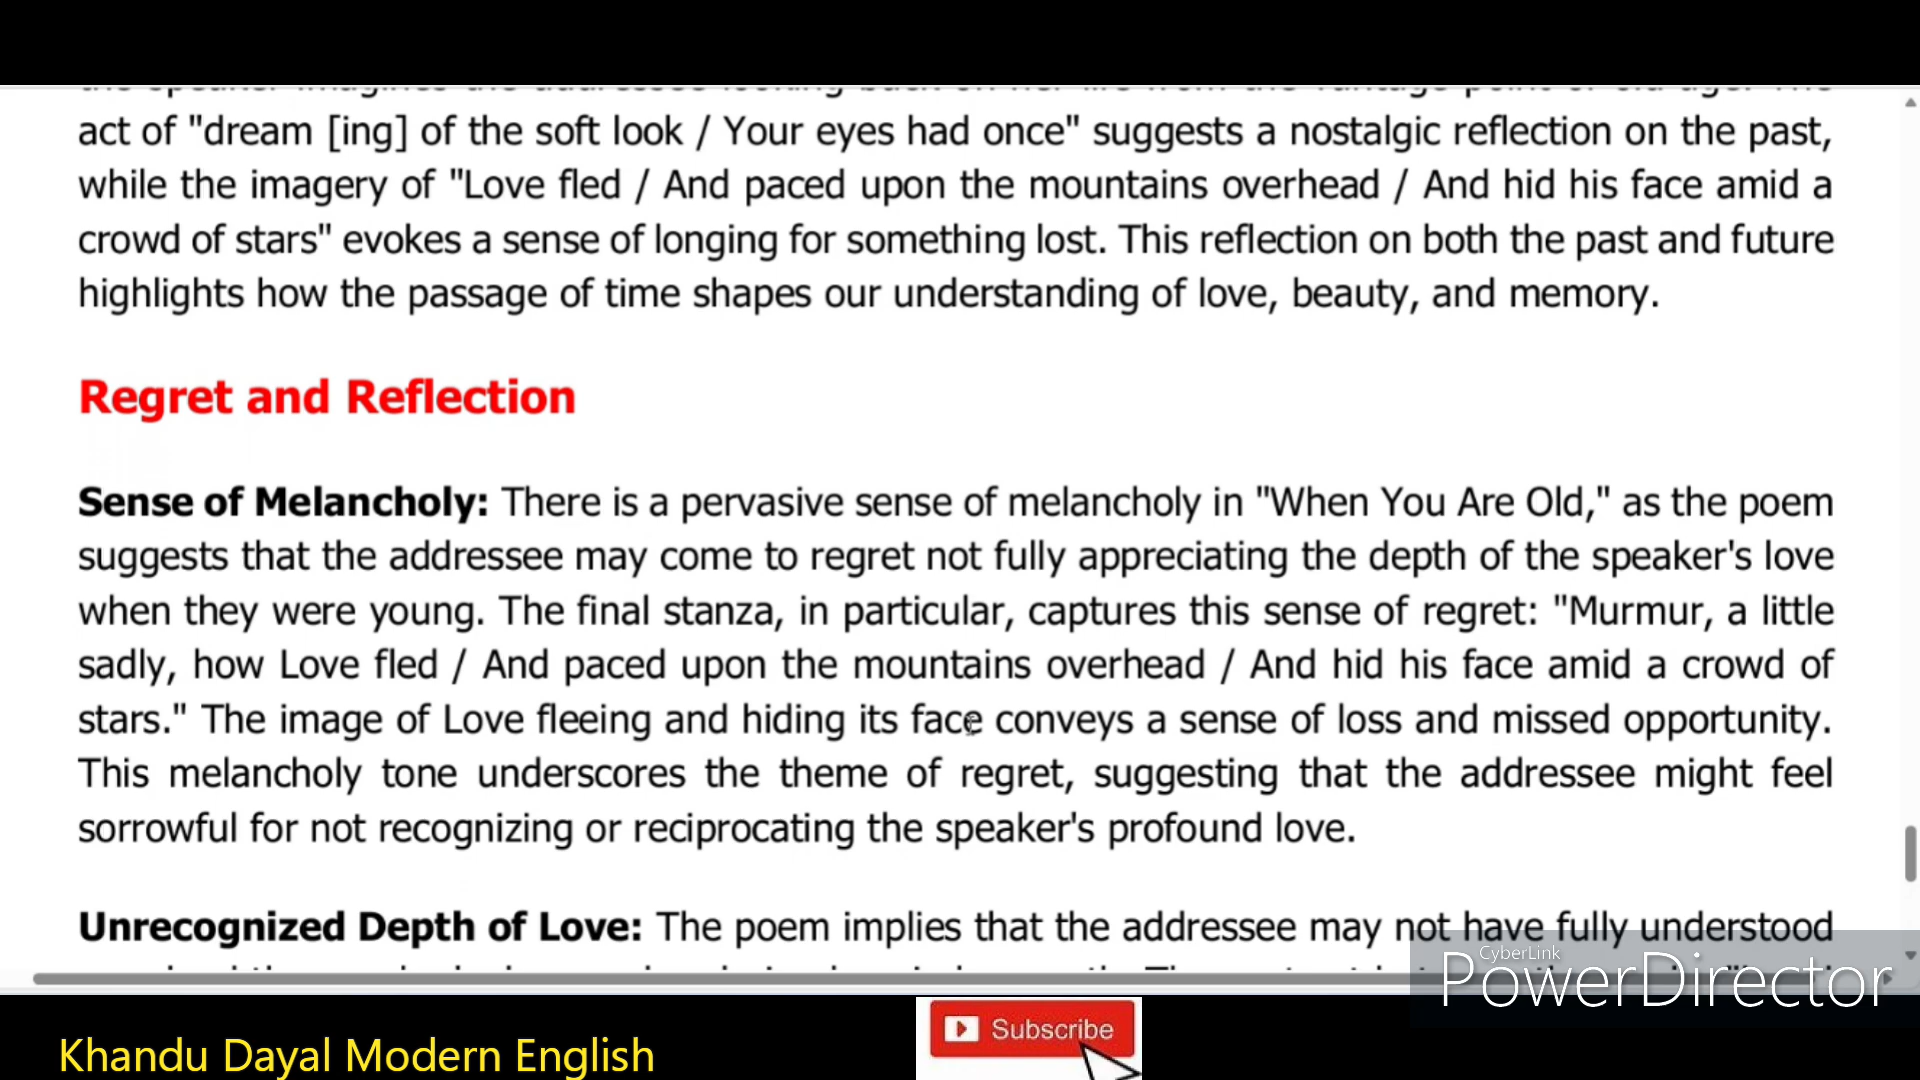 act of "dream [ing] of the soft look / Your eyes had once" suggests a nostalgic reflection on the past,
while the imagery of "Love fled / And paced upon the mountains overhead / And hid his face amid a
crowd of stars" evokes a sense of longing for something lost. This reflection on both the past and future
highlights how the passage of time shapes our understanding of love, beauty, and memory.
Regret and Reflection
Sense of Melancholy: There is a pervasive sense of melancholy in "When You Are Old," as the poem
suggests that the addressee may come to regret not fully appreciating the depth of the speaker's love
when they were young. The final stanza, in particular, captures this sense of regret: "Murmur, a little
sadly, how Love fled / And paced upon the mountains overhead / And hid his face amid a crowd of
stars." The image of Love fleeing and hiding its face conveys a sense of loss and missed opportunity.
This melancholy tone underscores the theme of regret, suggesting that the addressee might feel
sorrowful for not recognizing or reciprocating the speaker's profound love.
Unrecognized Depth of Love: The poem implies that the addressee may not have fully understood
CyberLink
PowerDirector
Subscribe
Khandu Dayal Modern English